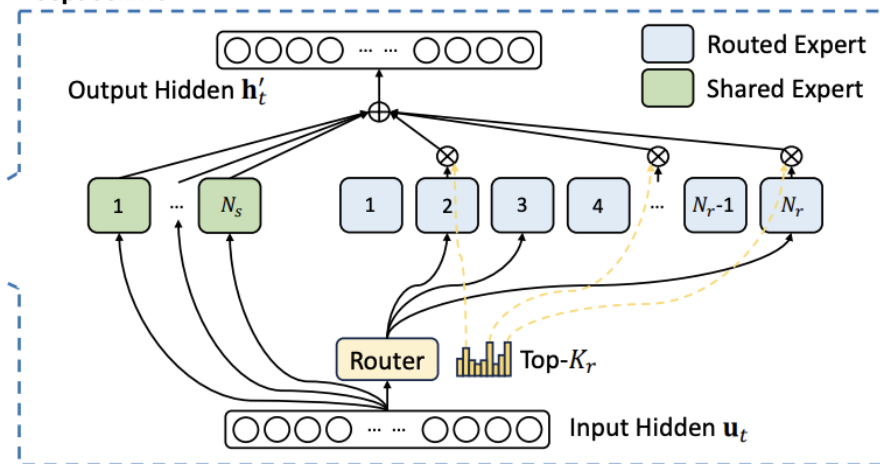 ··· ···
Routed Expert
Output Hidden h′ₜ
Shared Expert
1 ··· Nₛ 1 2 3 4 ··· Nᵣ-1 Nᵣ
Router
Top-Kᵣ
··· ···
Input Hidden uₜ